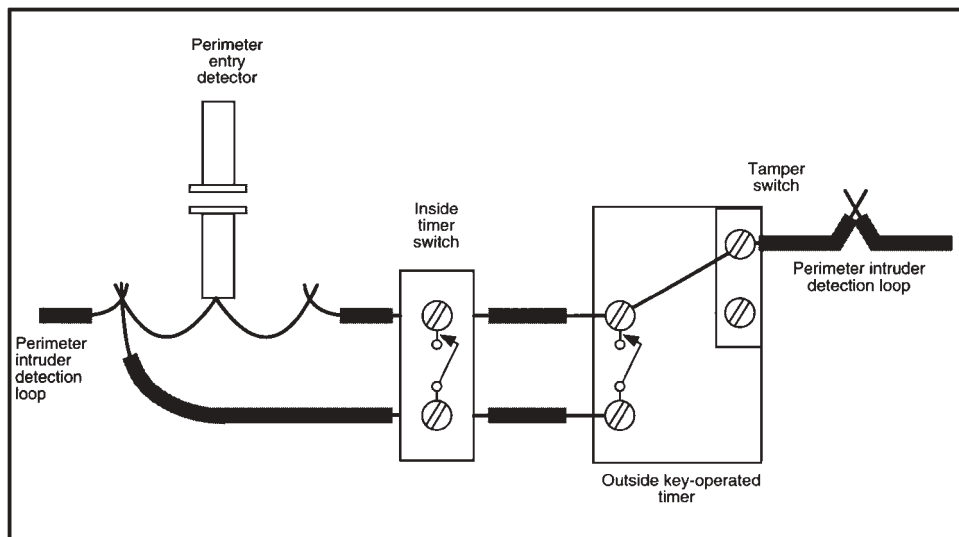 Perimeter
entry
detector
Tamper
switch
Inside
timer
switch
Perimeter intruder
detection loop
Perimeter
intruder
detection
loop
Outside key-operated
timer